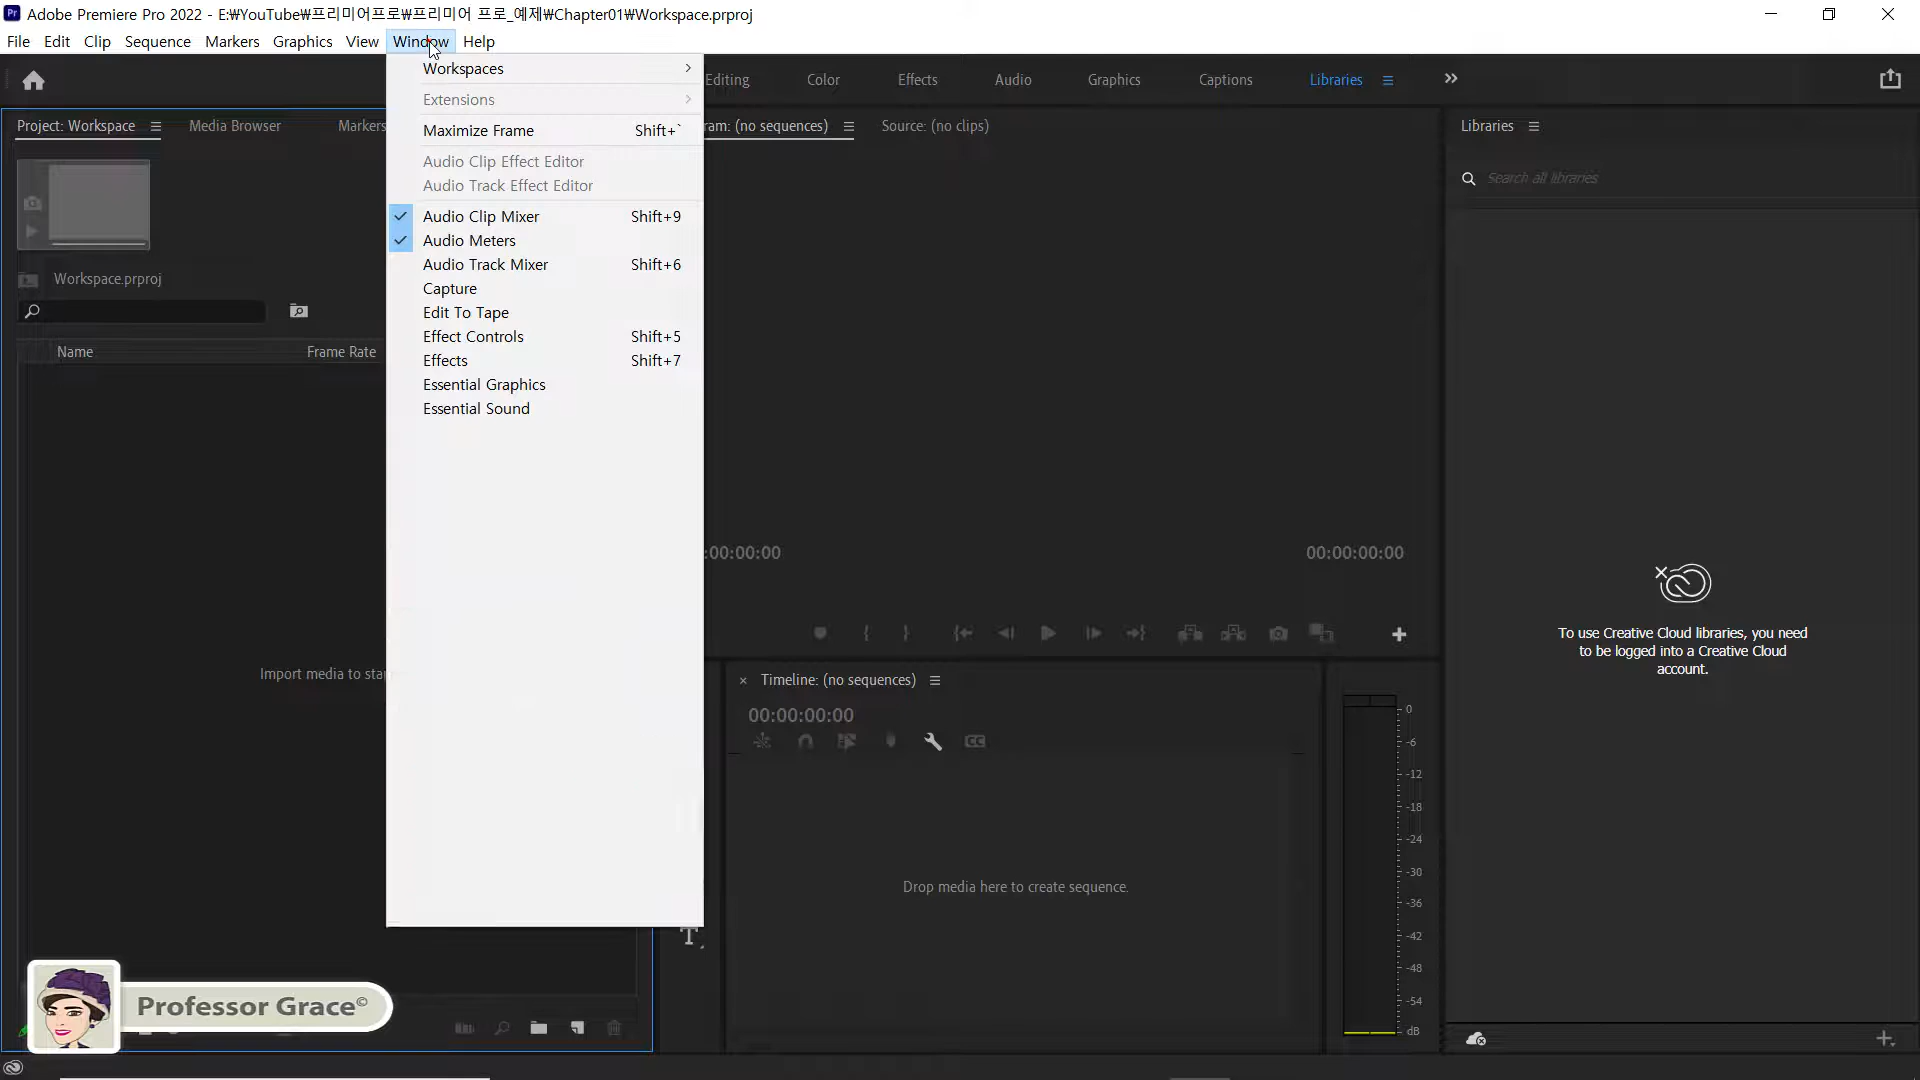 Adobe Premiere Pro 2022 - E:₩YouTube₩프리미어프로₩프리미어 프로_예제₩Chapter01₩Workspace.prproj
File Edit Clip Sequence Markers Graphics View Window Help
Workspaces
Extensions
Maximize Frame Shift+`
Audio Clip Effect Editor
Audio Track Effect Editor
Audio Clip Mixer Shift+9
Audio Meters
Audio Track Mixer Shift+6
Capture
Edit To Tape
Effect Controls Shift+5
Effects Shift+7
Essential Graphics
Essential Sound
Editing Color Effects Audio Graphics Captions Libraries
Project: Workspace Media Browser Markers
Workspace.prproj
Name Frame Rate
Import media to star
ram: (no sequences) Source: (no clips)
:00:00:00 00:00:00:00
Timeline: (no sequences)
00:00:00:00
CC
Drop media here to create sequence.
T
0
-6
-12
-18
-24
-30
-36
-42
-48
-54
dB
Libraries
Search all libraries
To use Creative Cloud libraries, you need
to be logged into a Creative Cloud
account.
Professor Grace©